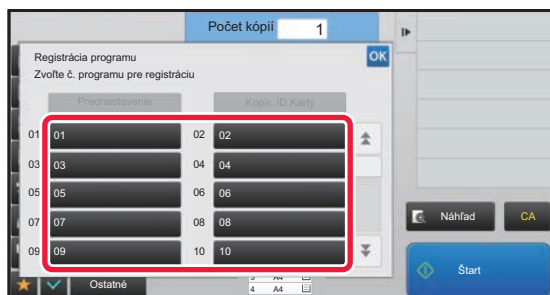 Počet kópií 1
Registrácia programu
OK
Zvoľte č. programu pre registráciu
Prednastavenie Kopír. ID Karty
01 01 02 02
03 03 04 04
05 05 06 06
07 07 08 08
09 09 10 10
Náhľad CA
Štart
Ostatné
3 A4
4 A4